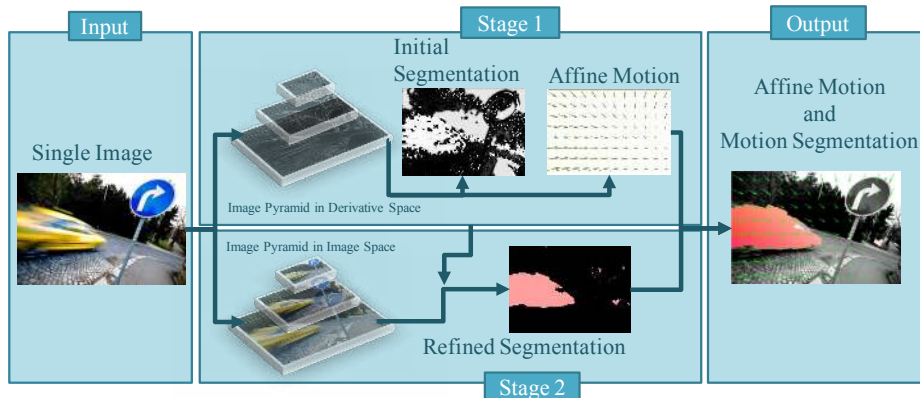 Input
Stage 1
Output
Single Image
Initial
Segmentation
Affine Motion
Affine Motion
and
Motion Segmentation
Image Pyramid in Derivative Space
Image Pyramid in Image Space
Refined Segmentation
Stage 2